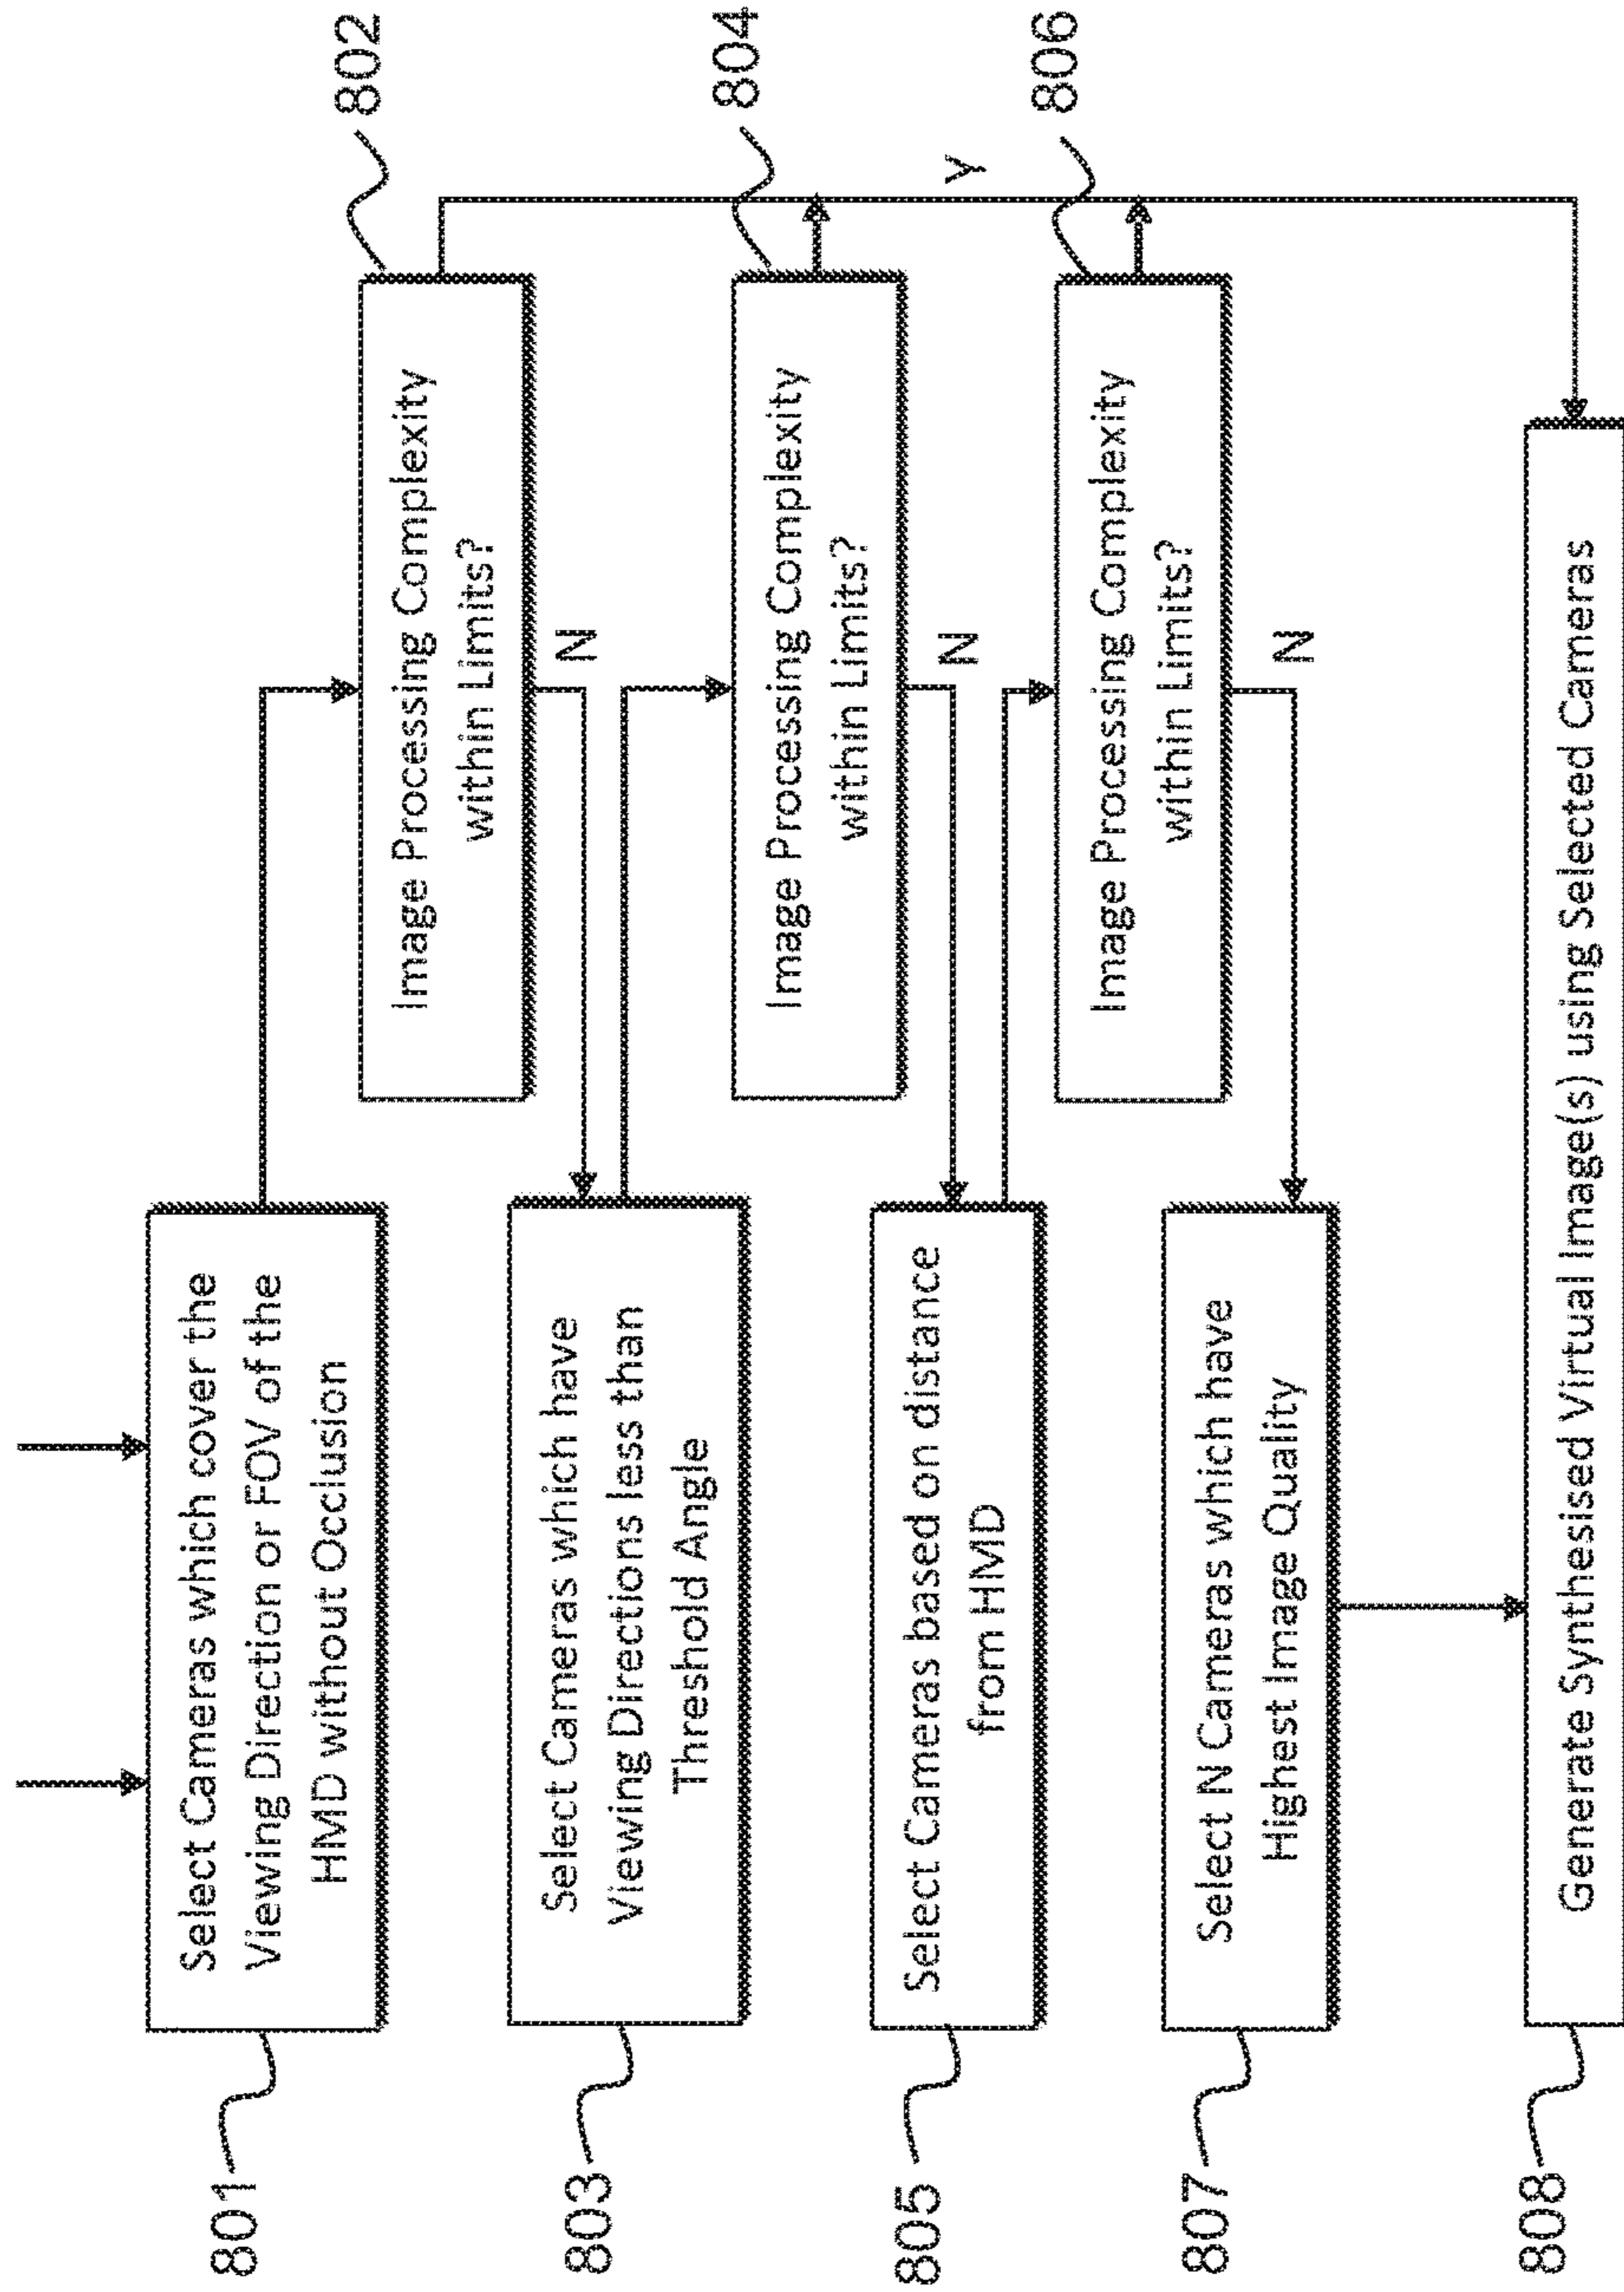 801
Select Cameras which cover the
Viewing Direction or FOV of the
HMD without Occlusion
802
Image Processing Complexity
within Limits?
N
803
Select Cameras which have
Viewing Directions less than
Threshold Angle
804
Image Processing Complexity
within Limits?
Y
N
805
Select Cameras based on distance
from HMD
806
Image Processing Complexity
within Limits?
N
807
Select N Cameras which have
Highest Image Quality
808
Generate Synthesised Virtual Image(s) using Selected Cameras